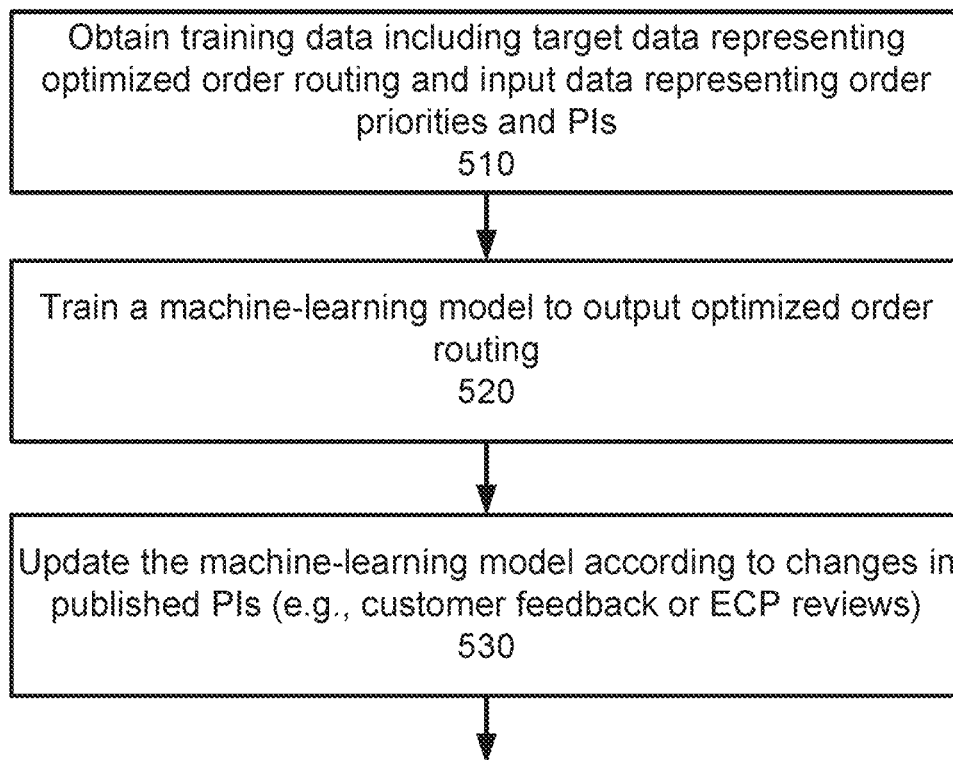 Obtain training data including target data representing
optimized order routing and input data representing order
priorities and PIs
510
Train a machine-learning model to output optimized order
routing
520
Update the machine-learning model according to changes in
published PIs (e.g., customer feedback or ECP reviews)
530